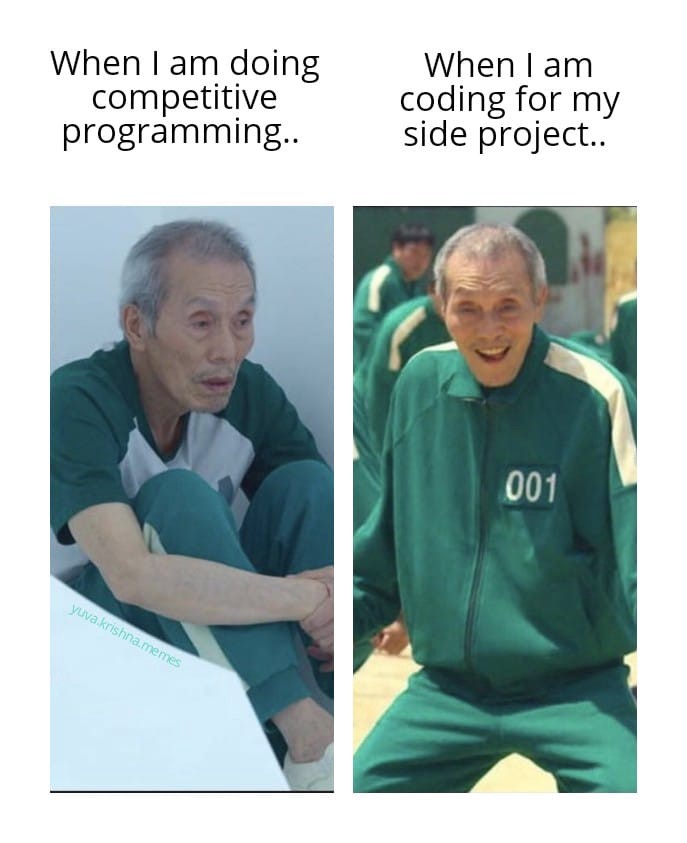 When I am doing
competitive
programming..
When I am
coding for my
side project..
001
yuva.krishna.memes